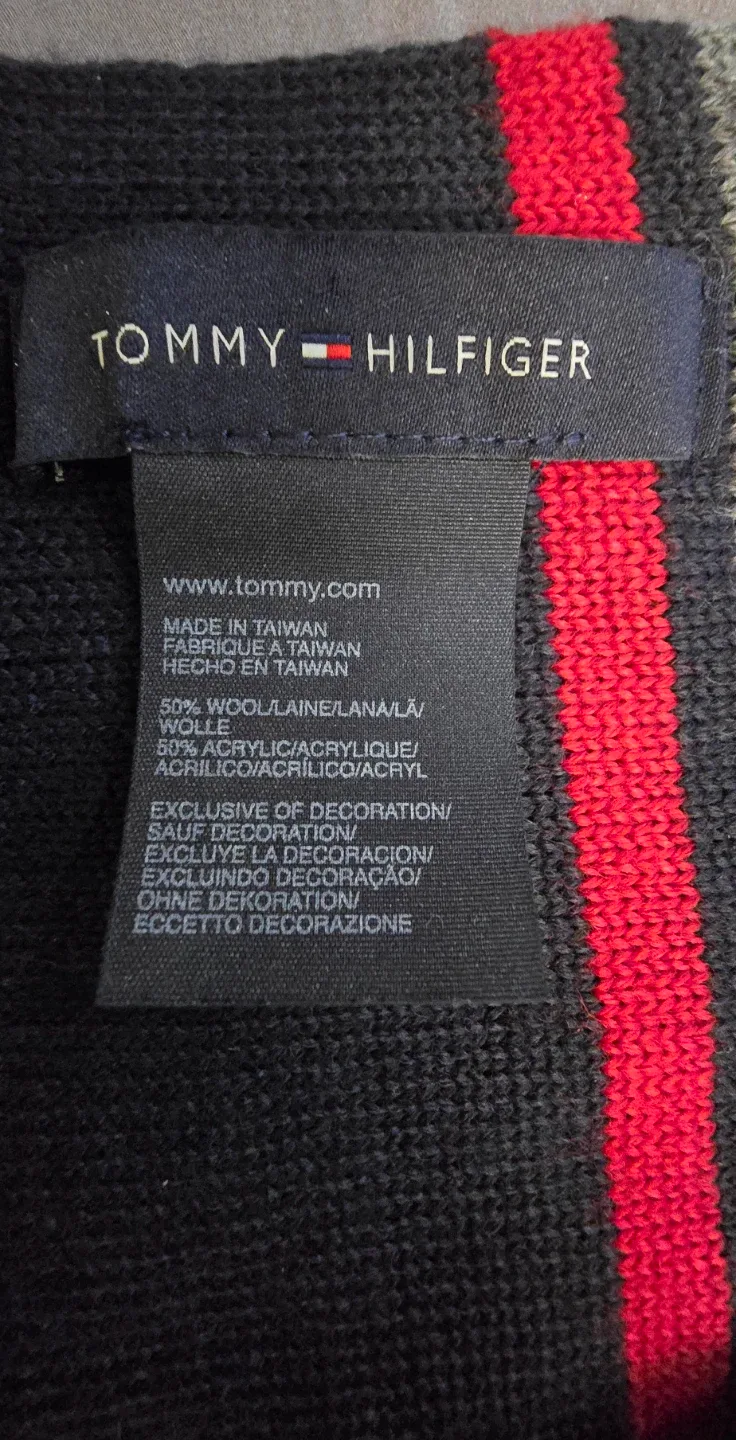 TOMMY HILFIGER
www.tommy.com
MADE IN TAIWAN
FABRIQUE A TAIWAN
HECHO EN TAIWAN
50% WOOL/LAINE/LANA/LÃ/
WOLLE
50% ACRYLIC/ACRYLIQUE/
ACRILICO/ACRÍLICO/ACRYL
EXCLUSIVE OF DECORATION/
SAUF DECORATION/
EXCLUYE LA DECORACION/
EXCLUINDO DECORAÇÃO/
OHNE DEKORATION/
ECCETTO DECORAZIONE